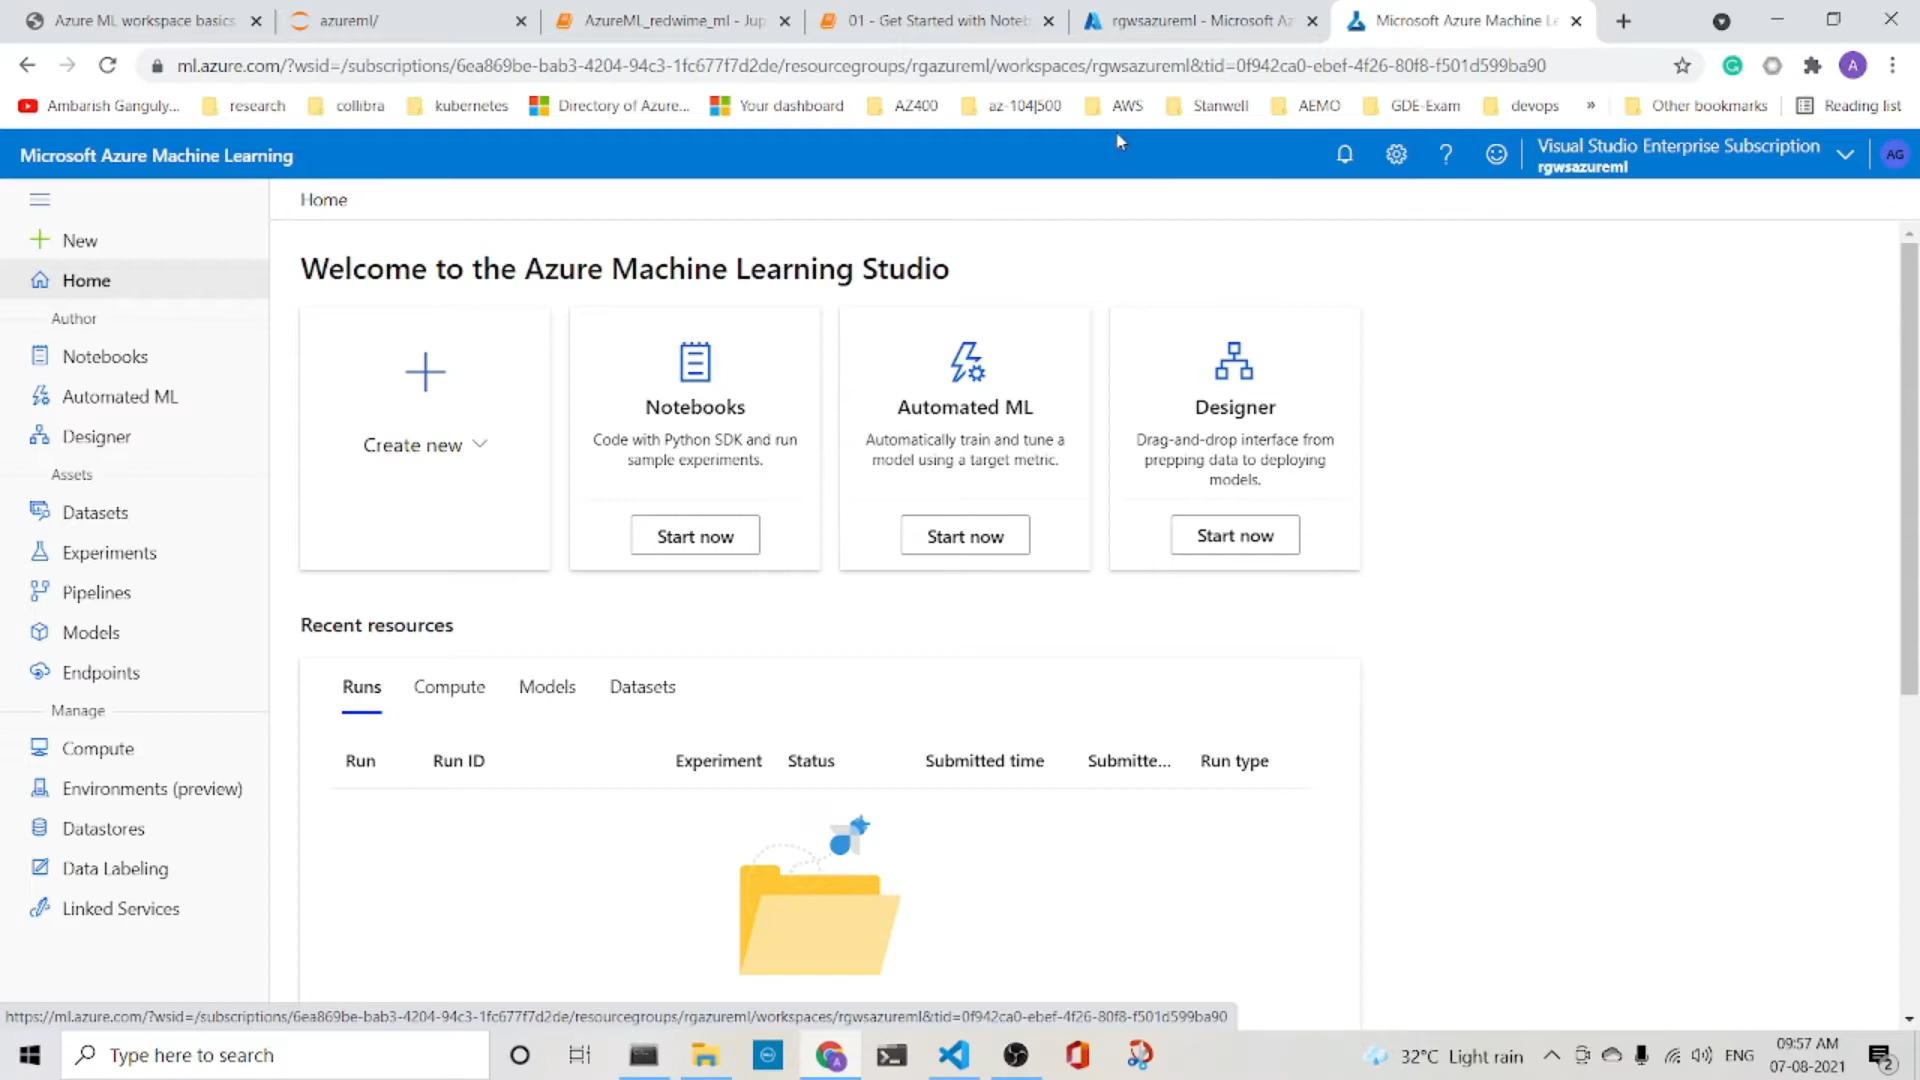 Azure ML workspace basics
azureml/
AzureML_redwime_ml - Jup
01 - Get Started with Noteb
rgwsazureml - Microsoft Az
Microsoft Azure Machine Le
ml.azure.com/?wsid=/subscriptions/6ea869be-bab3-4204-94c3-1fc677f7d2de/resourcegroups/rgazureml/workspaces/rgwsazureml&tid=0f942ca0-ebef-4f26-80f8-f501d599ba90
A
Ambarish Ganguly... research collibra kubernetes Directory of Azure... Your dashboard AZ400 az-104|500 AWS Stanwell AEMO GDE-Exam devops » Other bookmarks Reading list
Microsoft Azure Machine Learning
Visual Studio Enterprise Subscription
rgwsazureml
AG
Home
New
Home
Author
Notebooks
Automated ML
Designer
Assets
Datasets
Experiments
Pipelines
Models
Endpoints
Manage
Compute
Environments (preview)
Datastores
Data Labeling
Linked Services
Welcome to the Azure Machine Learning Studio
Create new
Notebooks
Code with Python SDK and run
sample experiments.
Start now
Automated ML
Automatically train and tune a
model using a target metric.
Start now
Designer
Drag-and-drop interface from
prepping data to deploying
models.
Start now
Recent resources
Runs Compute Models Datasets
Run Run ID Experiment Status Submitted time Submitte... Run type
https://ml.azure.com/?wsid=/subscriptions/6ea869be-bab3-4204-94c3-1fc677f7d2de/resourcegroups/rgazureml/workspaces/rgwsazureml&tid=0f942ca0-ebef-4f26-80f8-f501d599ba90
Type here to search
32°C Light rain
ENG
09:57 AM
07-08-2021
2